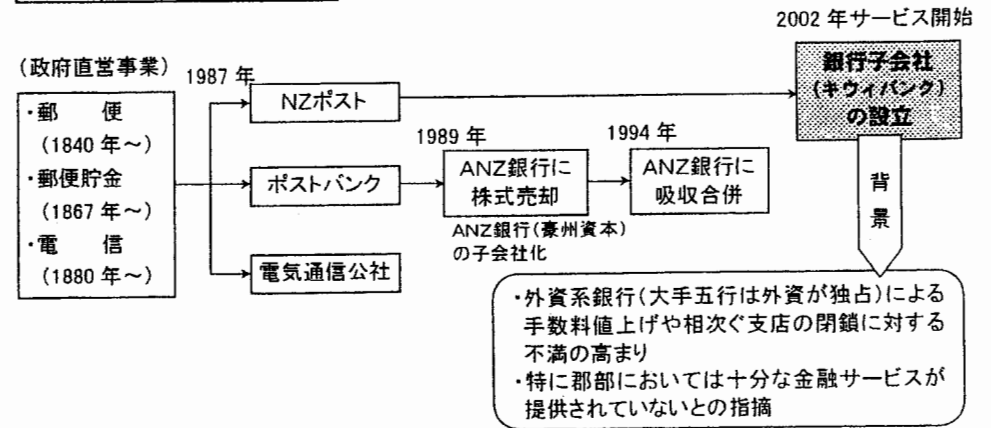 2002 年サービス開始
(政府直営事業)
1987 年
・郵　　便
(1840 年～)
・郵便貯金
(1867 年～)
・電　　信
(1880 年～)
NZポスト
銀行子会社
(キウィバンク)
の設立
1989 年
1994 年
ポストバンク
ANZ銀行に
株式売却
ANZ銀行に
吸収合併
ANZ銀行(豪州資本)
の子会社化
電気通信公社
背
景
・外資系銀行(大手五行は外資が独占)による
手数料値上げや相次ぐ支店の閉鎖に対する
不満の高まり
・特に郡部においては十分な金融サービスが
提供されていないとの指摘